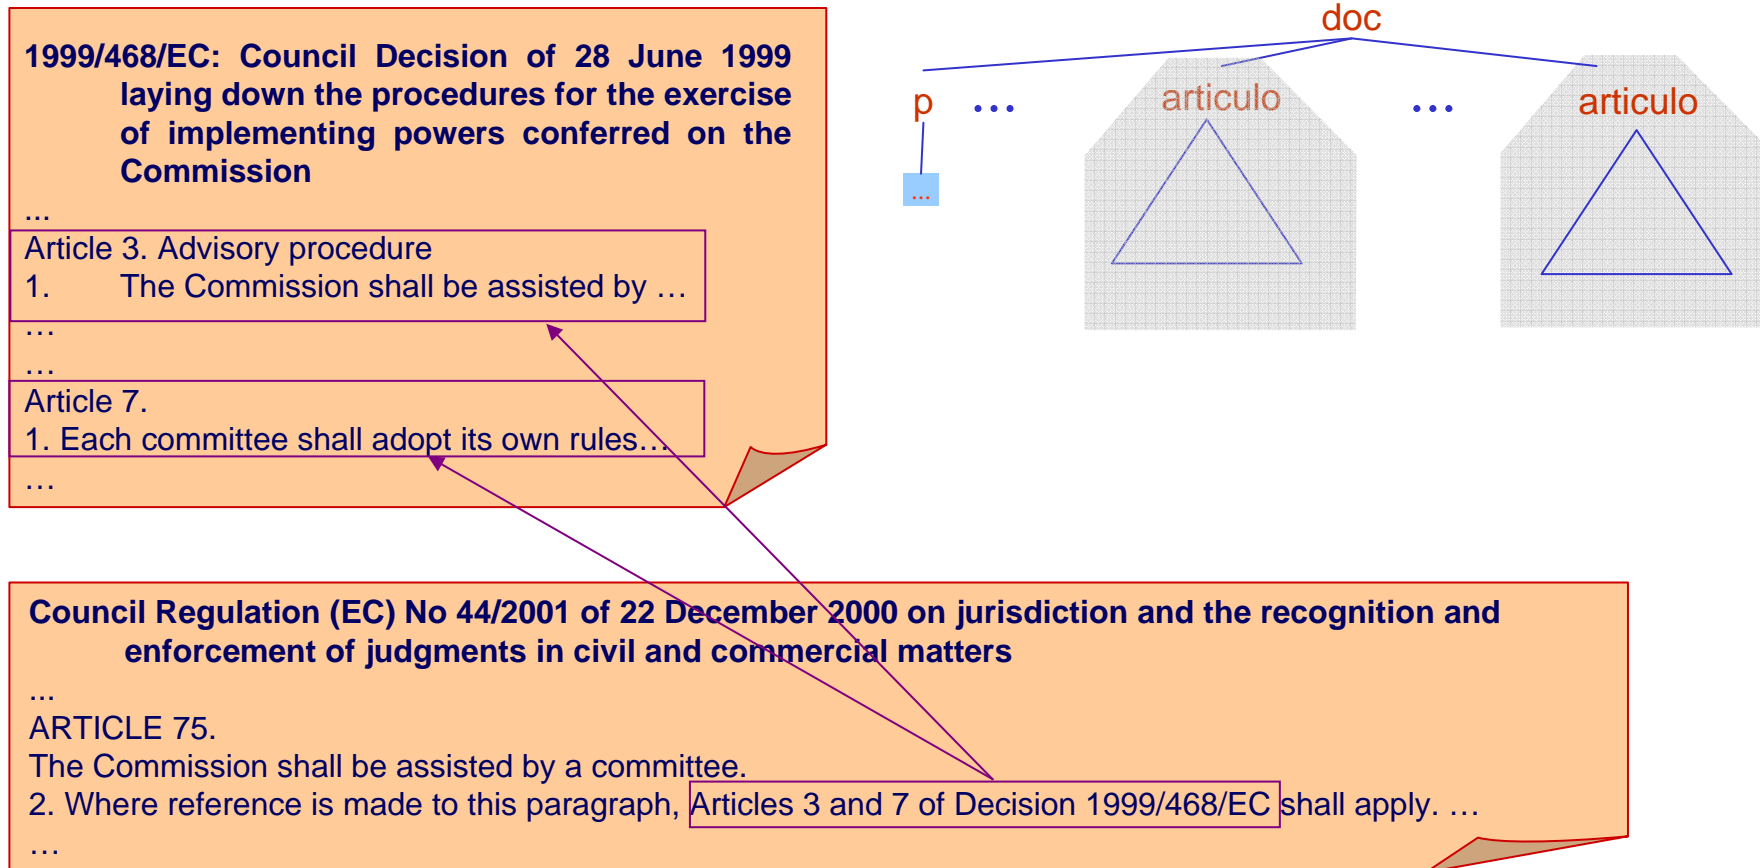 1999/468/EC: Council Decision of 28 June 1999
laying down the procedures for the exercise
of implementing powers conferred on the
Commission
...
Article 3. Advisory procedure
1. The Commission shall be assisted by …
…
…
Article 7.
1. Each committee shall adopt its own rules…
…
doc
p … articulo … articulo
...
Council Regulation (EC) No 44/2001 of 22 December 2000 on jurisdiction and the recognition and
enforcement of judgments in civil and commercial matters
...
ARTICLE 75.
The Commission shall be assisted by a committee.
2. Where reference is made to this paragraph, Articles 3 and 7 of Decision 1999/468/EC shall apply. …
…